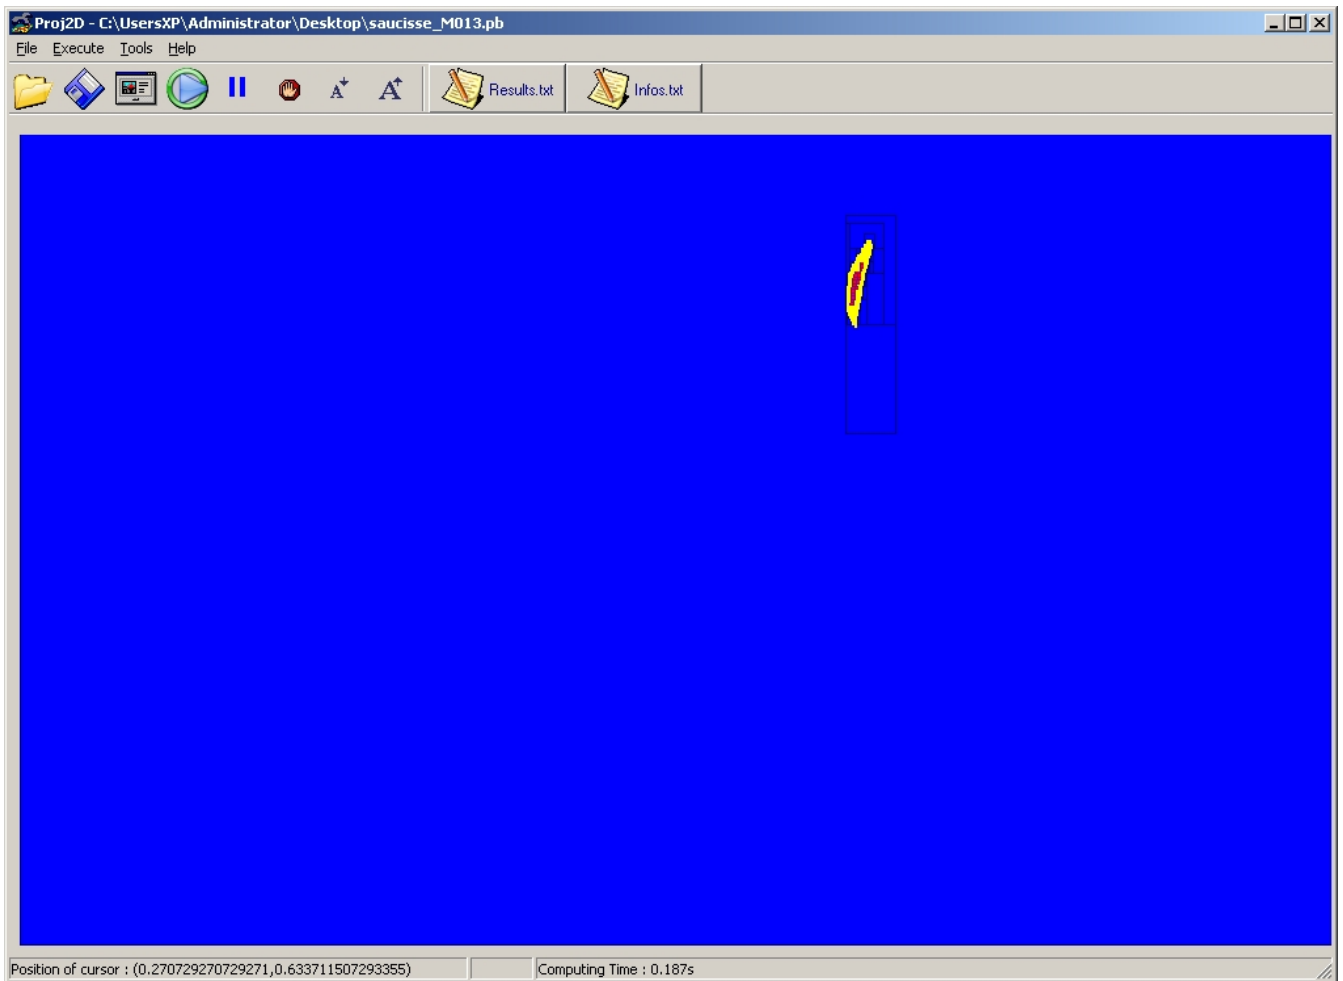 Proj2D - C:\UsersXP\Administrator\Desktop\saucisse_M013.pb
File Execute Tools Help
A A Results.txt Infos.txt
Position of cursor : (0.270729270729271,0.633711507293355) Computing Time : 0.187s